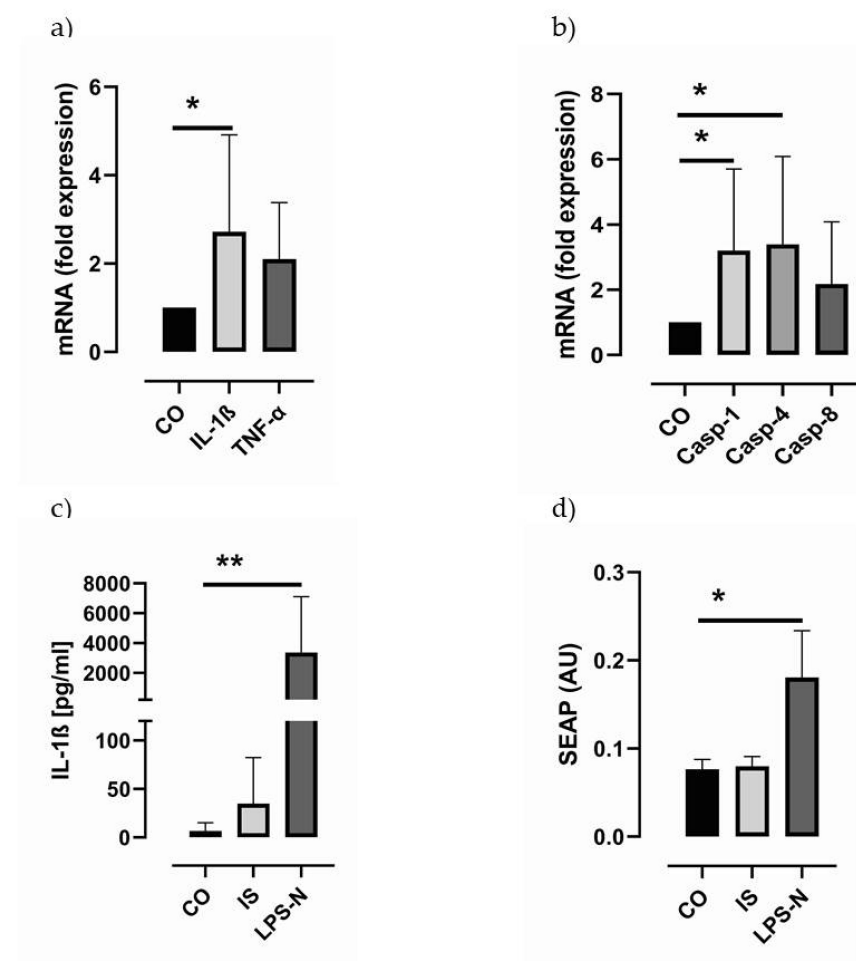 a)
mRNA (fold expression)
6
4
2
0
*
CO
IL-1ß
TNF-α
b)
mRNA (fold expression)
8
6
4
2
0
*
*
CO
Casp-1
Casp-4
Casp-8
c)
IL-1ß [pg/ml]
8000
6000
4000
2000
100
50
0
**
CO
IS
LPS-N
d)
SEAP (AU)
0.3
0.2
0.1
0.0
*
CO
IS
LPS-N